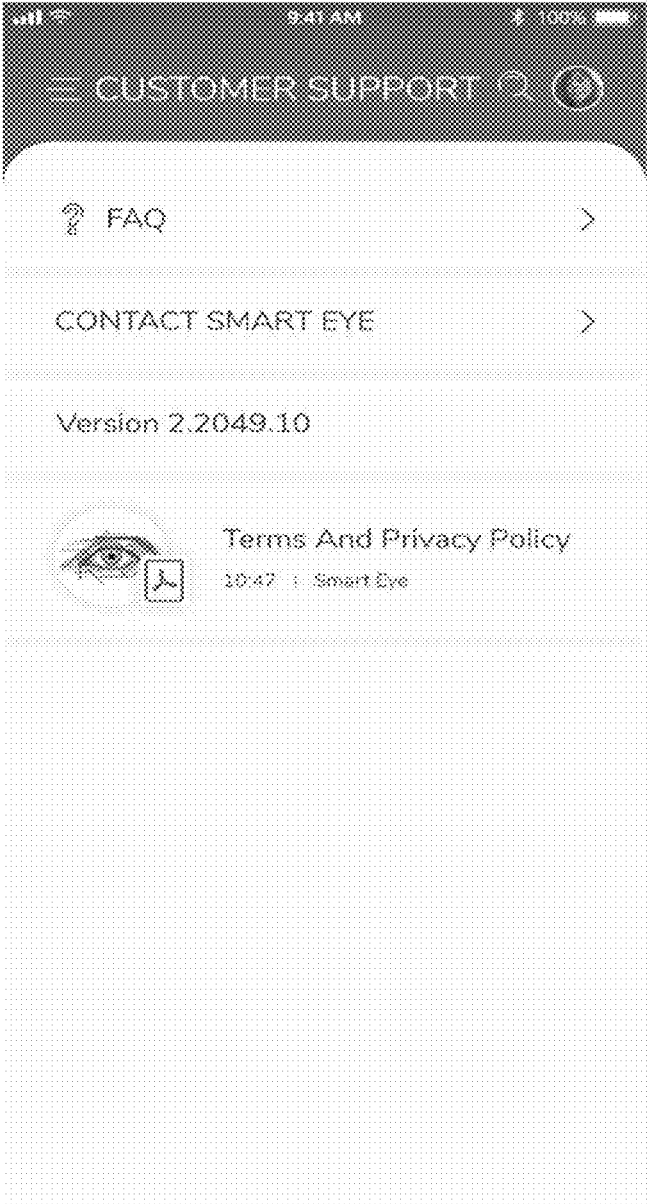 9:41 AM 100%
CUSTOMER SUPPORT
FAQ
CONTACT SMART EYE
Version 2.2049.10
Terms And Privacy Policy
10:47 | Smart Eye